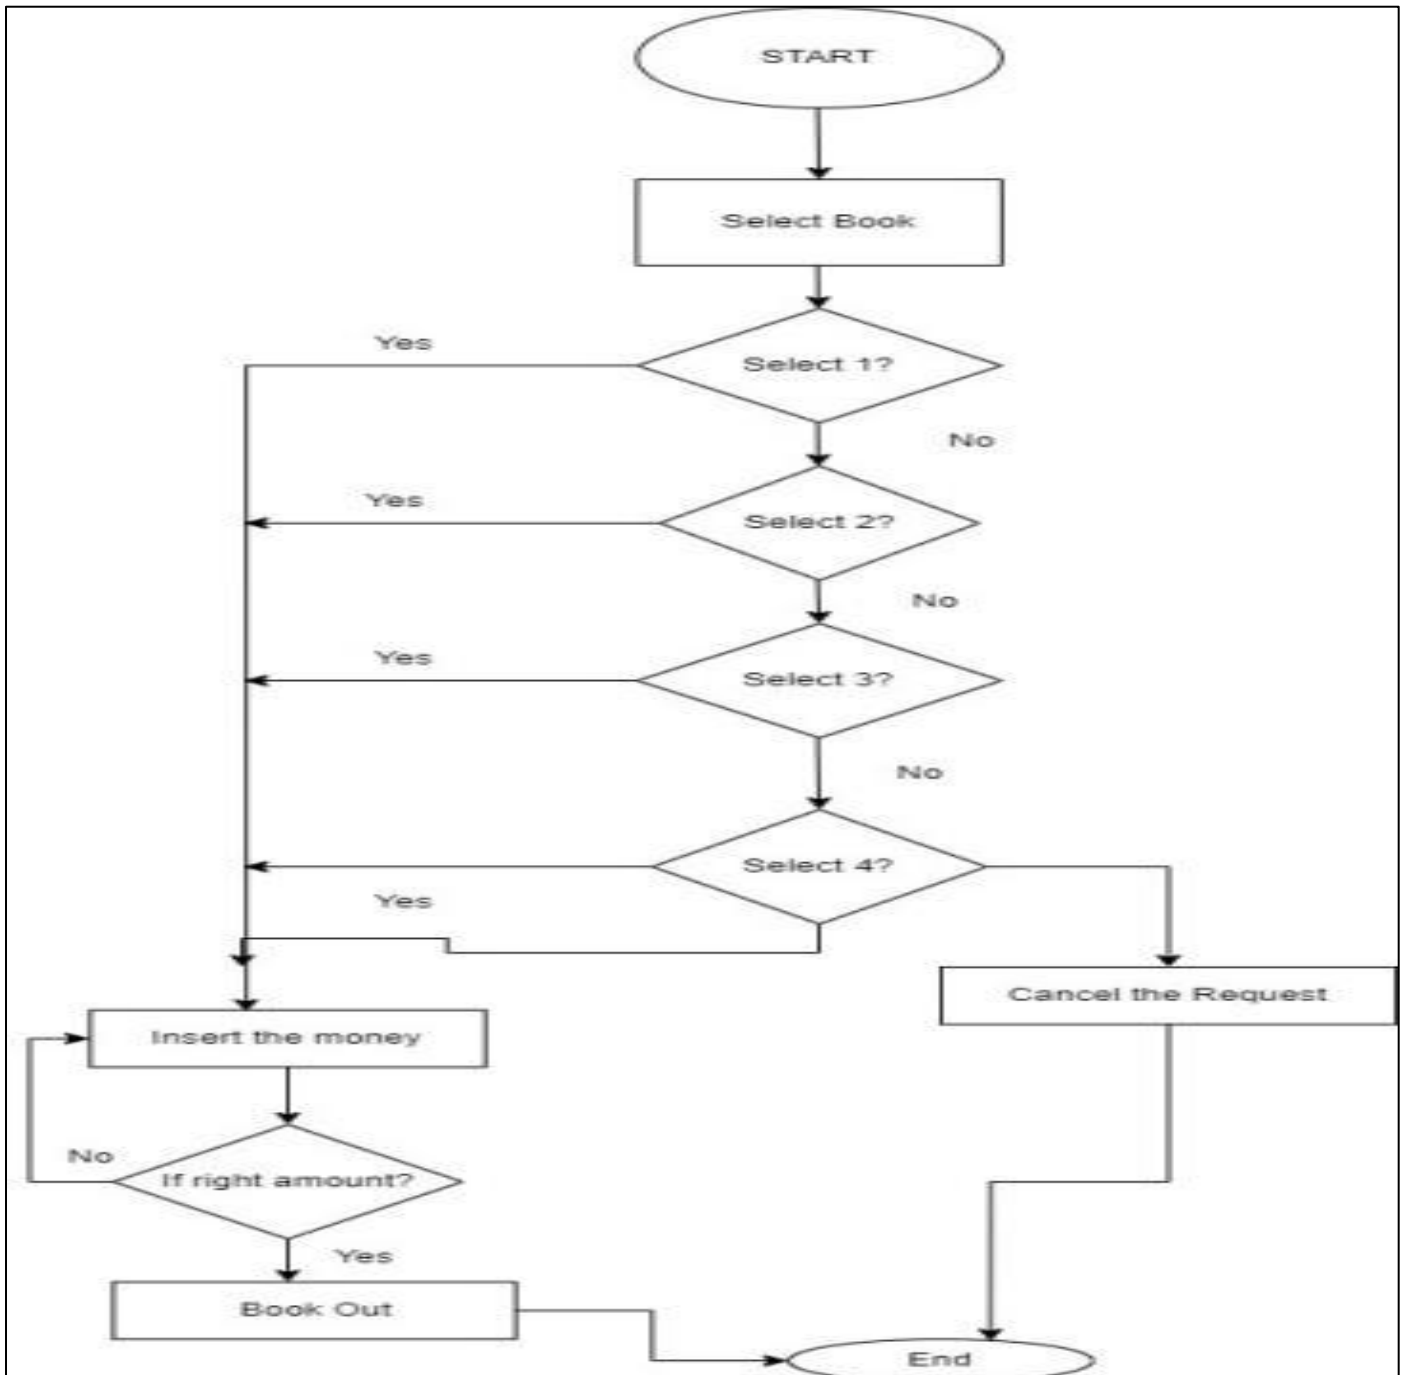 START
Select Book
Yes
Select 1?
No
Yes
Select 2?
No
Yes
Select 3?
No
Select 4?
Yes
Cancel the Request
Insert the money
No
If right amount?
Yes
Book Out
End